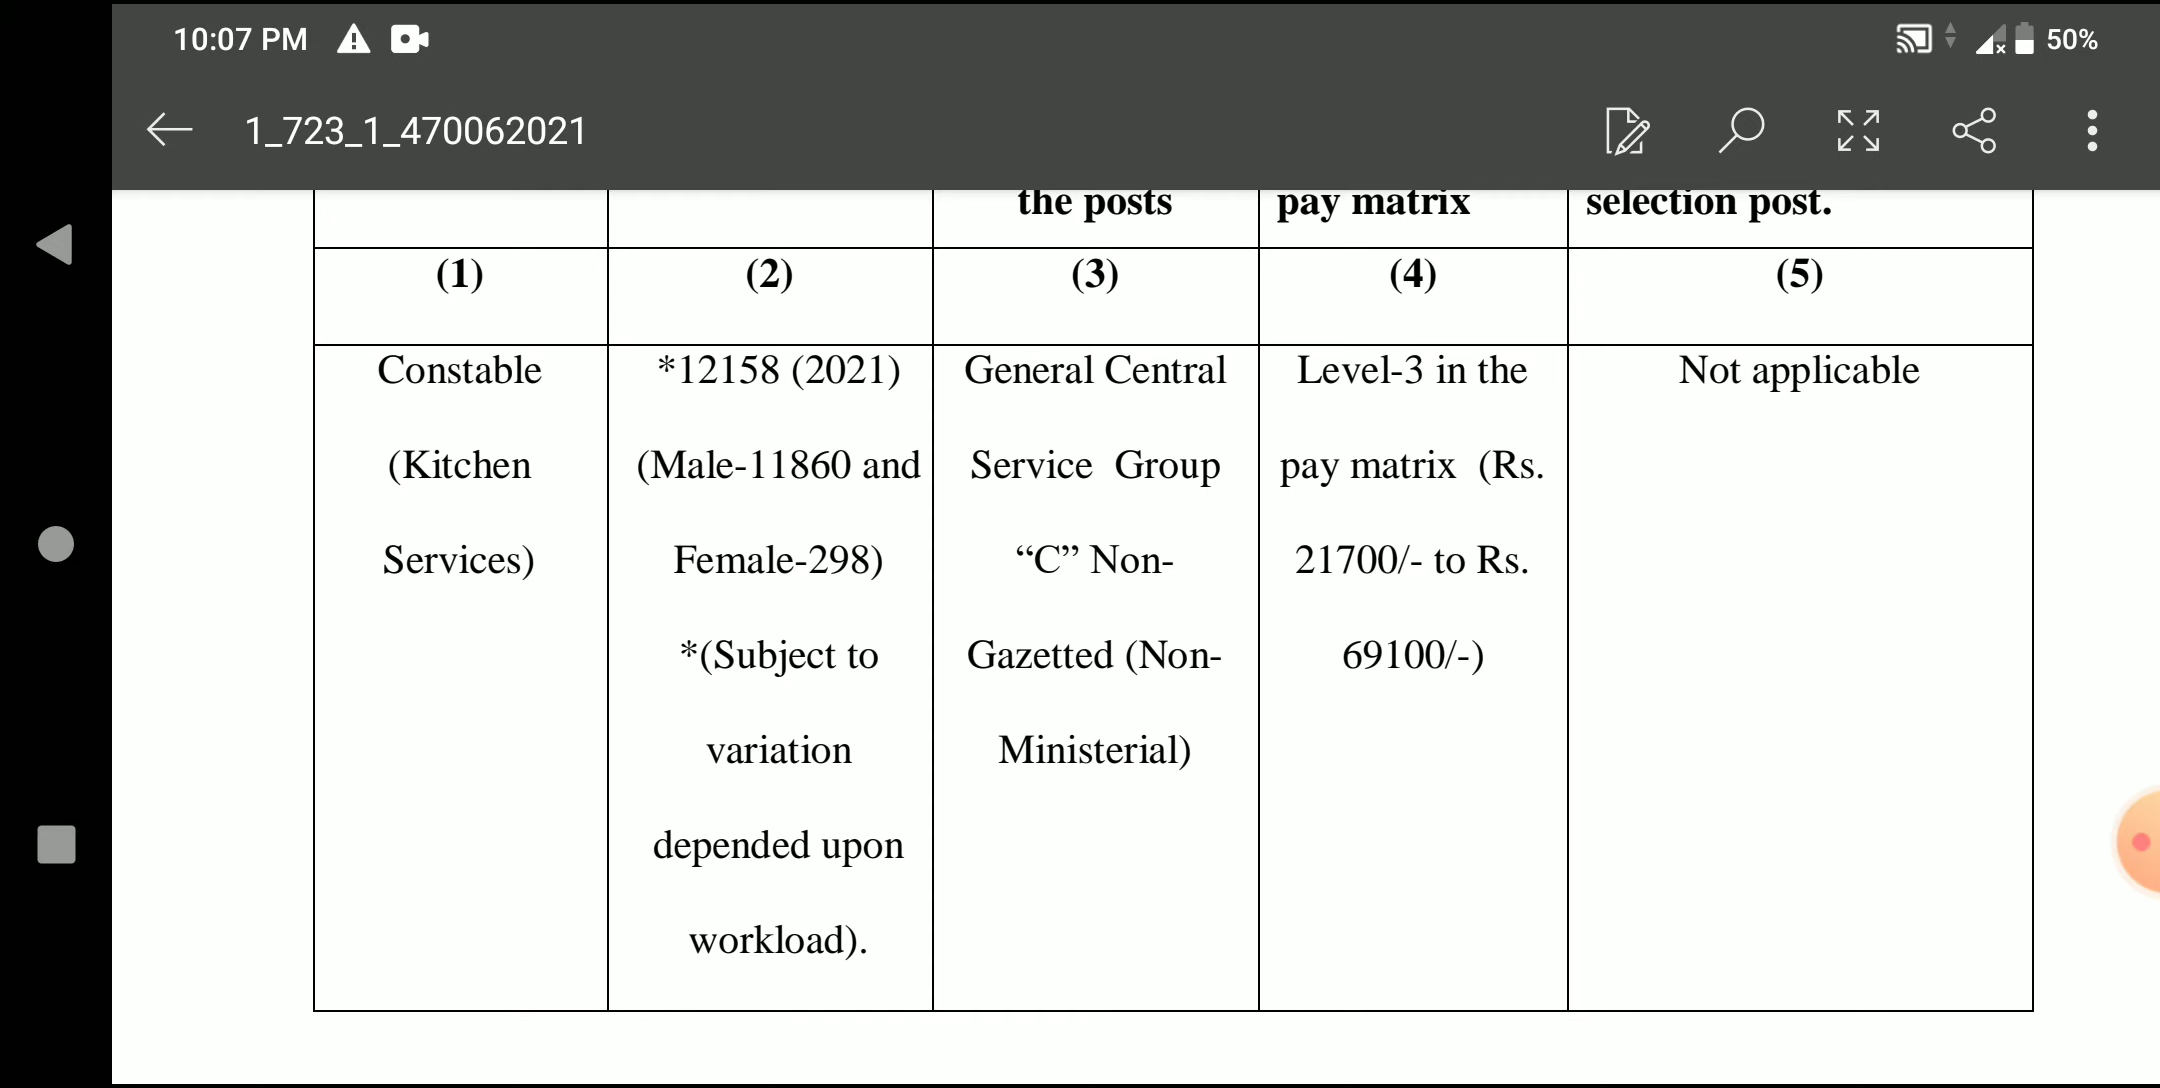 10:07 PM 50%
1_723_1_470062021
the posts pay matrix selection post.
(1) (2) (3) (4) (5)
Constable *12158 (2021) General Central Level-3 in the Not applicable
(Kitchen (Male-11860 and Service Group pay matrix (Rs.
Services) Female-298) “C” Non- 21700/- to Rs.
*(Subject to Gazetted (Non- 69100/-)
variation Ministerial)
depended upon
workload).